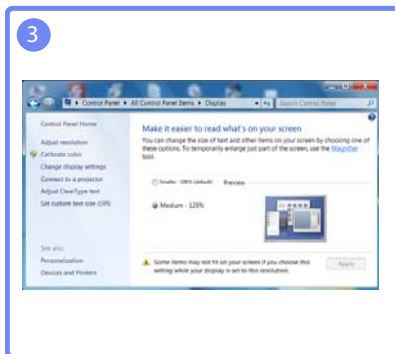 3
Control Panel ▸ All Control Panel Items ▸ Display
Search Control Panel
Control Panel Home
Adjust resolution
Calibrate color
Change display settings
Connect to a projector
Adjust ClearType text
Set custom text size (DPI)
See also
Personalization
Devices and Printers
Make it easier to read what's on your screen
You can change the size of text and other items on your screen by choosing one of
these options. To temporarily enlarge just part of the screen, use the Magnifier
tool.
Smaller - 100% (default)
Preview
Medium - 125%
Some items may not fit on your screen if you choose this
setting while your display is set to this resolution.
Apply